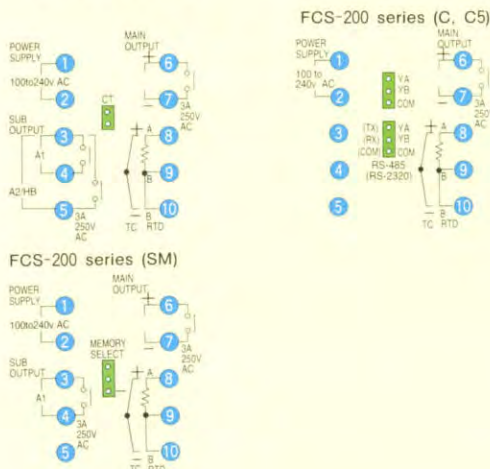 POWER
SUPPLY
1
100to240v AC
2
SUB
OUTPUT
3
A1
4
A2/HB
5
3A
250V
AC
CT
MAIN
OUTPUT
+
6
−
7
3A
250V
AC
+
A
8
B
9
−
TC
B
RTD
10
FCS-200 series (C, C5)
POWER
SUPPLY
1
100 to
240v AC
2
3
4
5
YA
YB
COM
(TX) YA
(RX) YB
(COM) COM
RS-485
(RS-2320)
MAIN
OUTPUT
+
6
−
7
3A
250
AC
+
A
8
B
9
−
TC
B
RTD
10
FCS-200 series (SM)
POWER
SUPPLY
1
100to240v AC
2
SUB
OUTPUT
3
A1
4
3A
250V
AC
5
MEMORY
SELECT
MAIN
OUTPUT
+
6
−
7
3A
250V
AC
+
A
8
9
−
TC
B
RTD
10